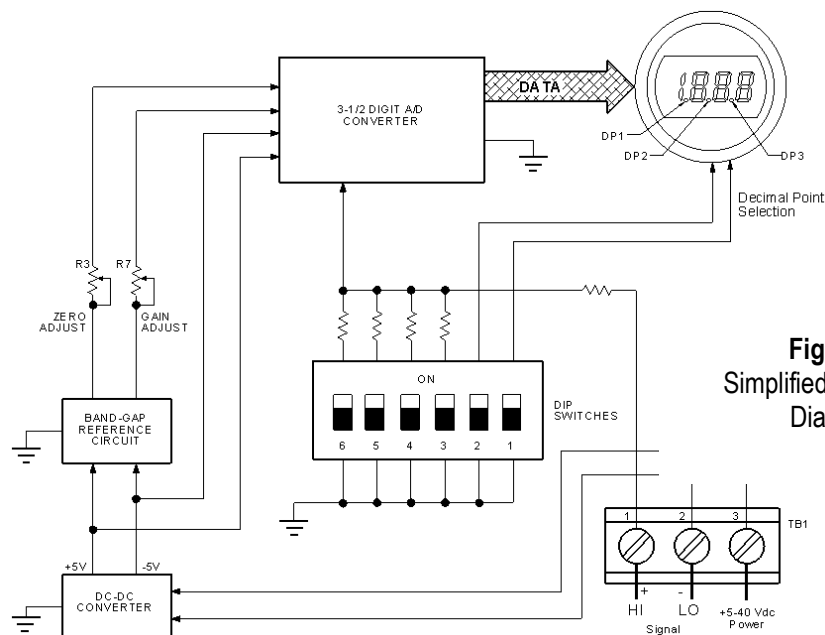 3-1/2 DIGIT A/D
CONVERTER
DATA
1888
DP1
DP2
DP3
Decimal Point
Selection
R3
R7
ZERO
ADJUST
GAIN
ADJUST
BAND-GAP
REFERENCE
CIRCUIT
ON
6 5 4 3 2 1
DIP
SWITCHES
Fig
Simplified
Dia
+5V
-5V
DC-DC
CONVERTER
1 2 3
TB1
+ -
HI LO
Signal
+5-40 Vdc
Power